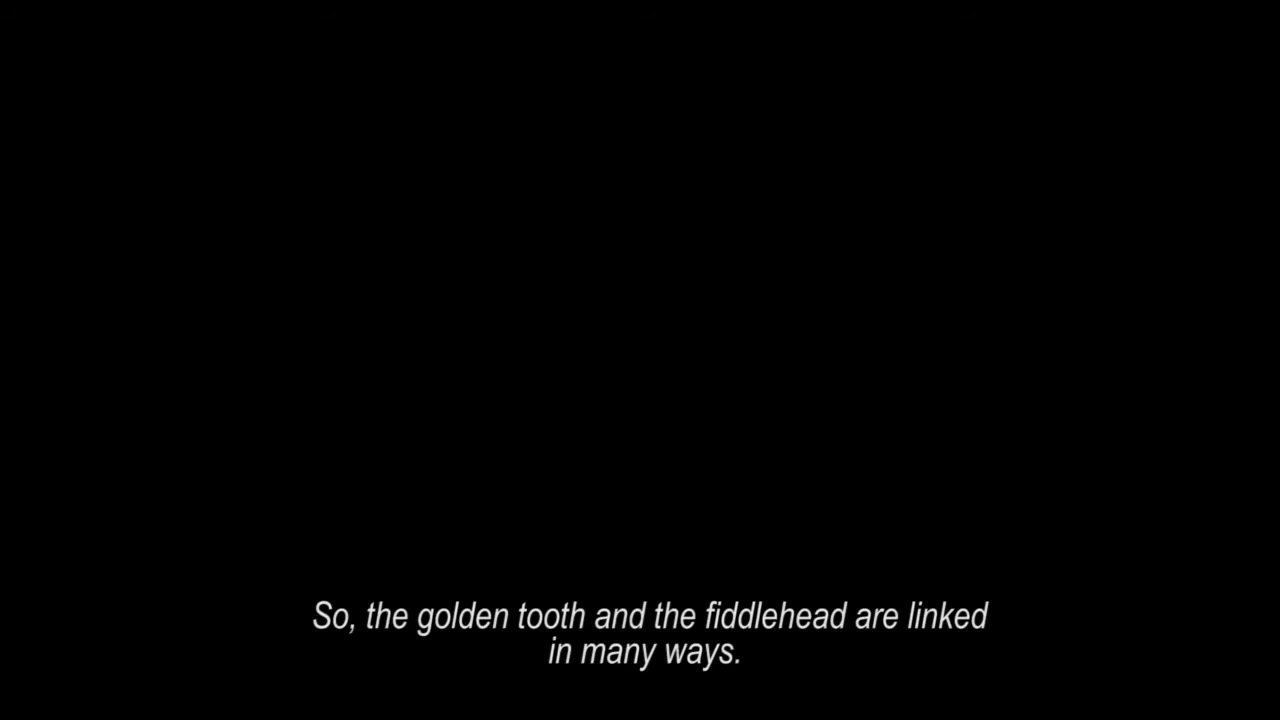 So, the golden tooth and the fiddlehead are linked
in many ways.